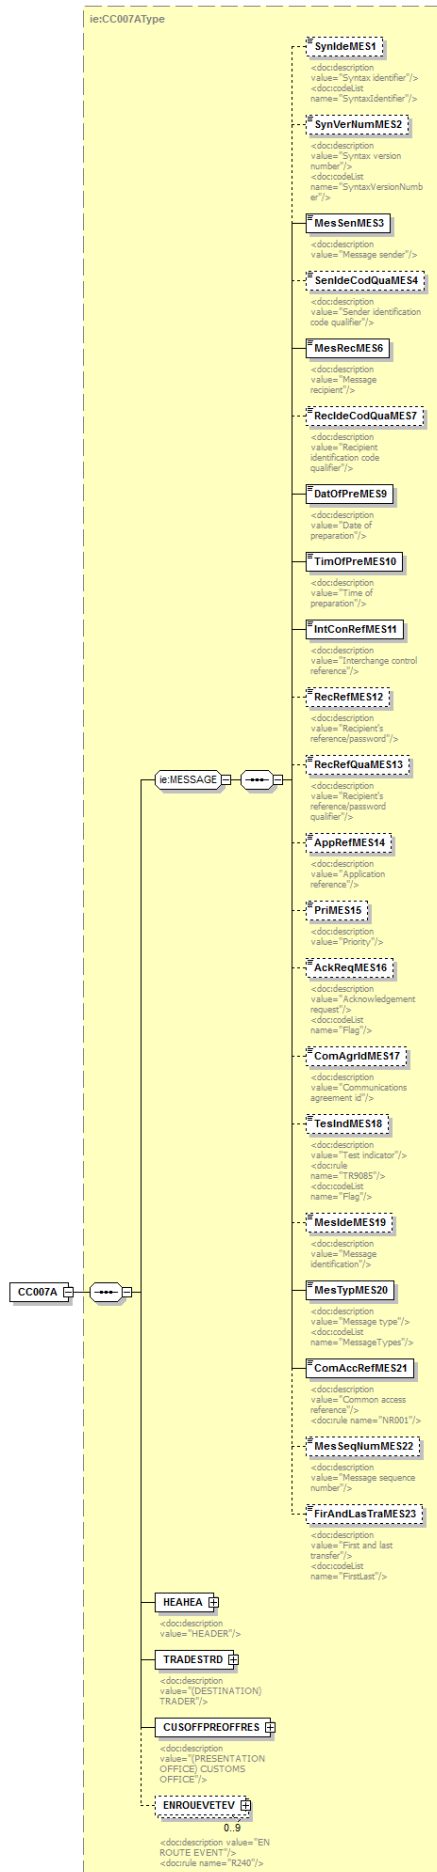 ie:CC007AType
SynIdeMES1
<doc:description
value="Syntax identifier"/>
<doc:codeList
name="SyntaxIdentifier"/>
SynVerNumMES2
<doc:description
value="Syntax version
number"/>
<doc:codeList
name="SyntaxVersionNumb
er"/>
MesSenMES3
<doc:description
value="Message sender"/>
SenIdeCodQuaMES4
<doc:description
value="Sender identification
code qualifier"/>
MesRecMES6
<doc:description
value="Message
recipient"/>
RecIdeCodQuaMES7
<doc:description
value="Recipient
identification code
qualifier"/>
DatOfPreMES9
<doc:description
value="Date of
preparation"/>
TimOfPreMES10
<doc:description
value="Time of
preparation"/>
IntConRefMES11
<doc:description
value="Interchange control
reference"/>
RecRefMES12
<doc:description
value="Recipient's
reference/password"/>
ie:MESSAGE
RecRefQuaMES13
<doc:description
value="Recipient's
reference/password
qualifier"/>
AppRefMES14
<doc:description
value="Application
reference"/>
PriMES15
<doc:description
value="Priority"/>
AckReqMES16
<doc:description
value="Acknowledgement
request"/>
<doc:codeList
name="Flag"/>
ComAgrIdMES17
<doc:description
value="Communications
agreement id"/>
TesIndMES18
<doc:description
value="Test indicator"/>
<doc:rule
name="TR9085"/>
<doc:codeList
name="Flag"/>
MesIdeMES19
<doc:description
value="Message
identification"/>
CC007A
MesTypMES20
<doc:description
value="Message type"/>
<doc:codeList
name="MessageTypes"/>
ComAccRefMES21
<doc:description
value="Common access
reference"/>
<doc:rule name="NR001"/>
MesSeqNumMES22
<doc:description
value="Message sequence
number"/>
FirAndLasTraMES23
<doc:description
value="First and last
transfer"/>
<doc:codeList
name="FirstLast"/>
HEAHEA
<doc:description
value="HEADER"/>
TRADESTRD
<doc:description
value="(DESTINATION)
TRADER"/>
CUSOFFPREOFFRES
<doc:description
value="(PRESENTATION
OFFICE) CUSTOMS
OFFICE"/>
ENROUEVETEV
0..9
<doc:description value="EN
ROUTE EVENT"/>
<doc:rule name="R240"/>